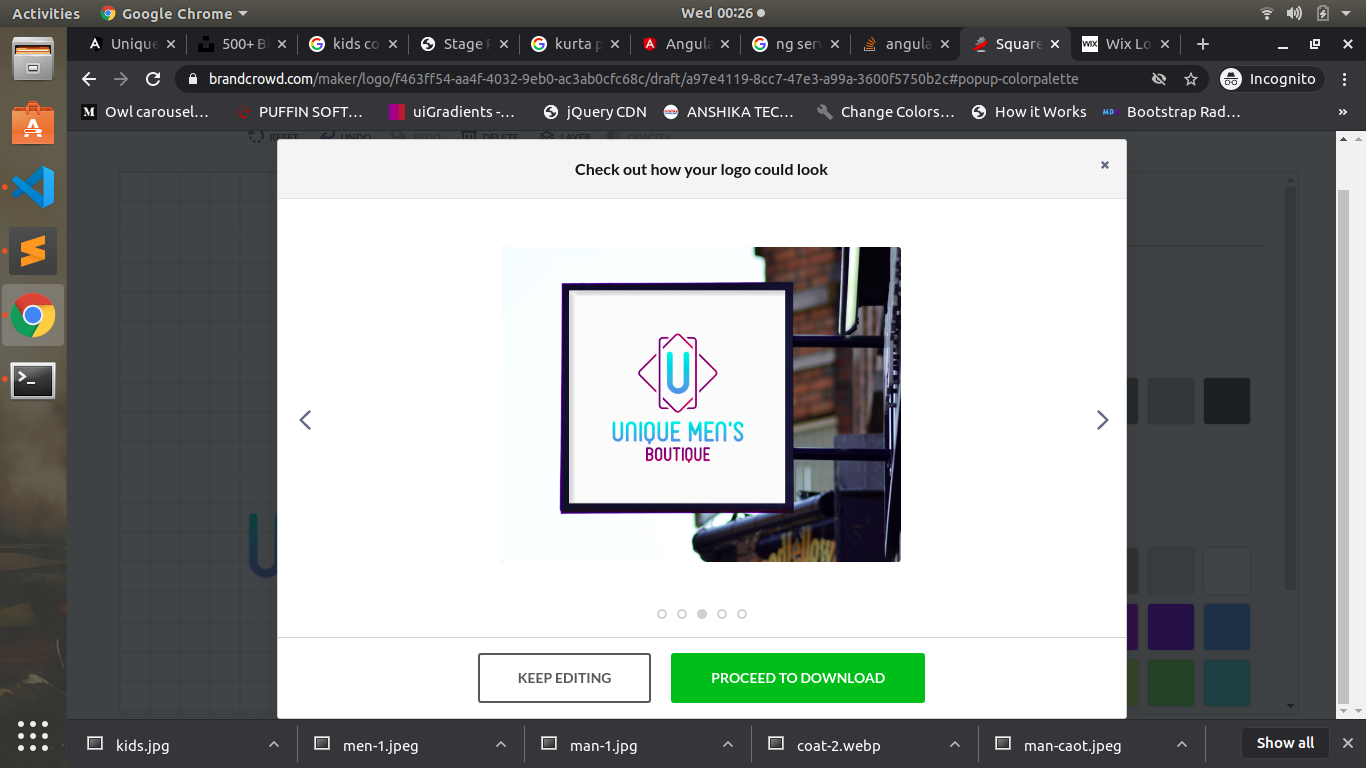 Activities Google Chrome Wed 00:26
Unique 500+ B kids co Stage F kurta p Angula ng serv angula Square WIX Wix Lo
brandcrowd.com/maker/logo/f463ff54-aa4f-4032-9eb0-ac3ab0cfc68c/draft/a97e4119-8cc7-47e3-a99a-3600f5750b2c#popup-colorpalette Incognito
M Owl carousel... PUFFIN SOFT... uiGradients -... jQuery CDN ANSHIKA TEC... Change Colors... How it Works MD Bootstrap Rad... »
RESET UNDO REDO DELETE LAYER OPACITY
Check out how your logo could look
U
UNIQUE MEN'S
BOUTIQUE
U
KEEP EDITING PROCEED TO DOWNLOAD
kids.jpg men-1.jpeg man-1.jpg coat-2.webp man-caot.jpeg Show all